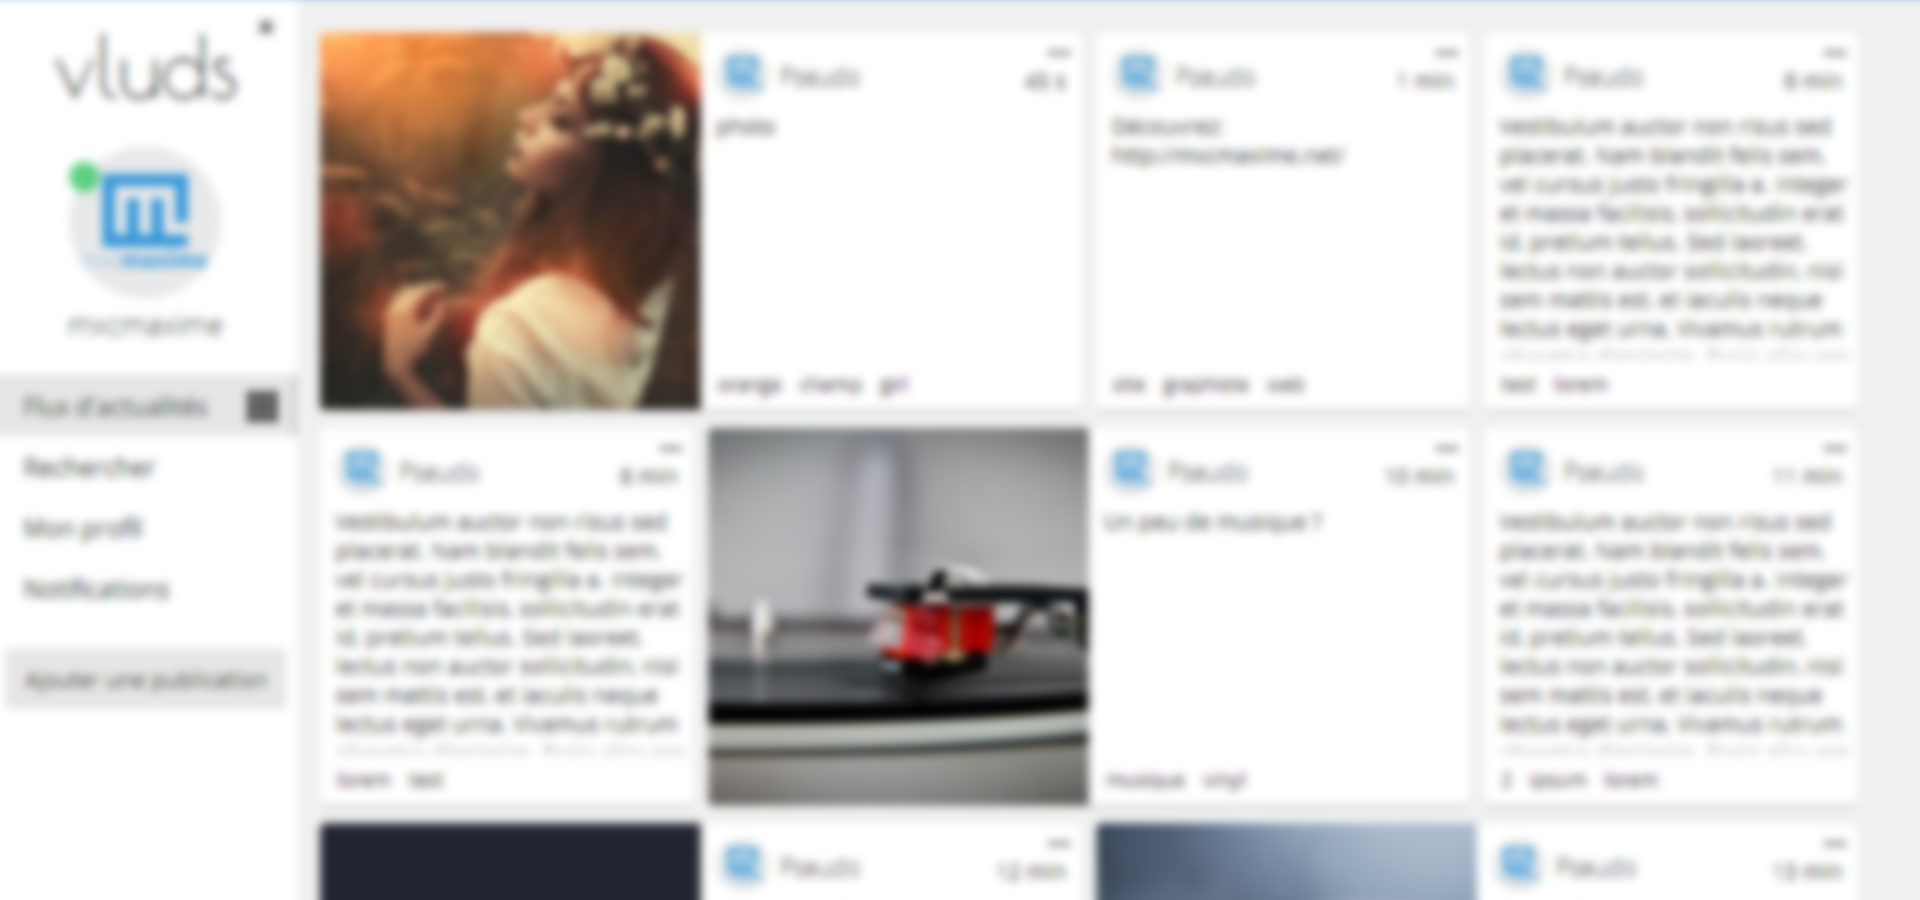 vluds
maxime
mxcmaxime
Flux d'actualités
Rechercher
Mon profil
Notifications
Ajouter une publication
Pseudo
photo
orange champ girl
Pseudo
1 min
Découvrez:
http://mxcmaxime.net/
site graphiste web
Pseudo
8 min
Vestibulum auctor non risus sed
placerat. Nam blandit felis sem,
vel cursus justo fringilla a. Integer
et massa facilisis, sollicitudin erat
id, pretium tellus. Sed laoreet,
lectus non auctor sollicitudin, nisi
sem mattis est, et iaculis neque
lectus eget urna. Vivamus rutrum
test lorem
Pseudo
8 min
Vestibulum auctor non risus sed
placerat. Nam blandit felis sem,
vel cursus justo fringilla a. Integer
et massa facilisis, sollicitudin erat
id, pretium tellus. Sed laoreet,
lectus non auctor sollicitudin, nisi
sem mattis est, et iaculis neque
lectus eget urna. Vivamus rutrum
lorem test
Pseudo
10 min
Un peu de musique ?
musique vinyl
Pseudo
11 min
Vestibulum auctor non risus sed
placerat. Nam blandit felis sem,
vel cursus justo fringilla a. Integer
et massa facilisis, sollicitudin erat
id, pretium tellus. Sed laoreet,
lectus non auctor sollicitudin, nisi
sem mattis est, et iaculis neque
lectus eget urna. Vivamus rutrum
2 ipsum lorem
Pseudo
12 min
Pseudo
13 min